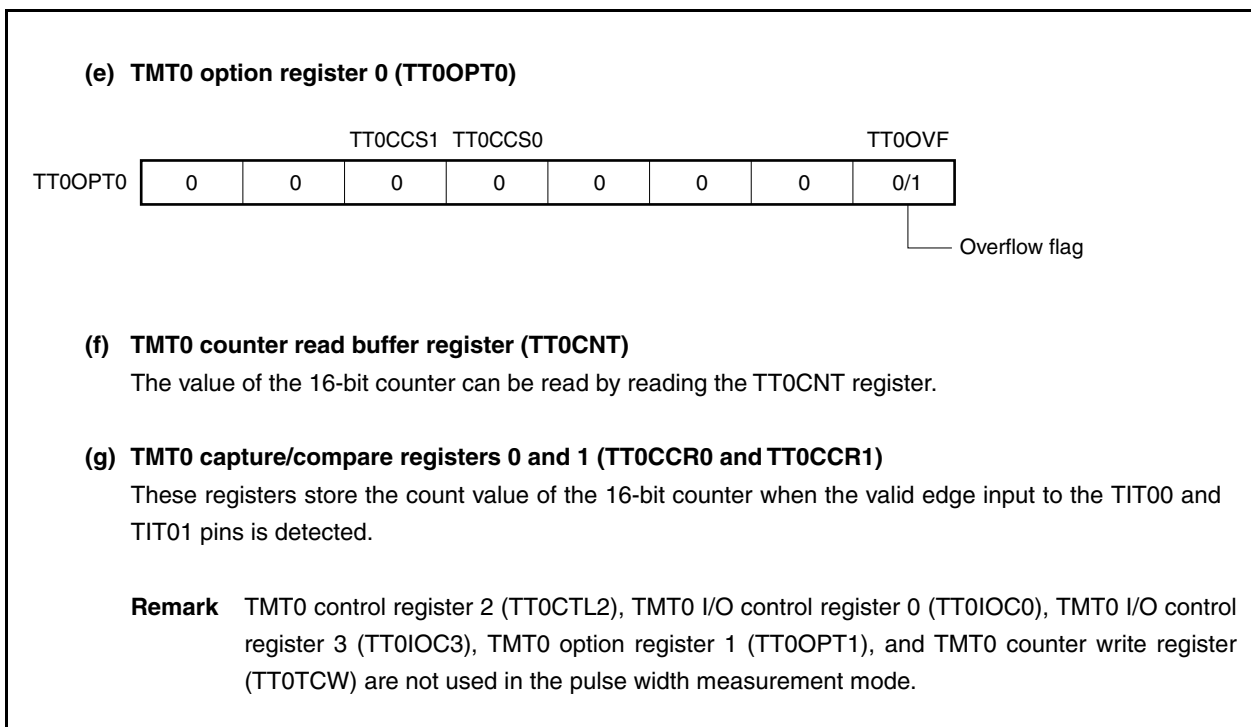 (e) TMT0 option register 0 (TT0OPT0)
TT0CCS1 TT0CCS0 TT0OVF
TT0OPT0 0 0 0 0 0 0 0 0/1
Overflow flag
(f) TMT0 counter read buffer register (TT0CNT)
The value of the 16-bit counter can be read by reading the TT0CNT register.
(g) TMT0 capture/compare registers 0 and 1 (TT0CCR0 and TT0CCR1)
These registers store the count value of the 16-bit counter when the valid edge input to the TIT00 and
TIT01 pins is detected.
Remark TMT0 control register 2 (TT0CTL2), TMT0 I/O control register 0 (TT0IOC0), TMT0 I/O control
register 3 (TT0IOC3), TMT0 option register 1 (TT0OPT1), and TMT0 counter write register
(TT0TCW) are not used in the pulse width measurement mode.